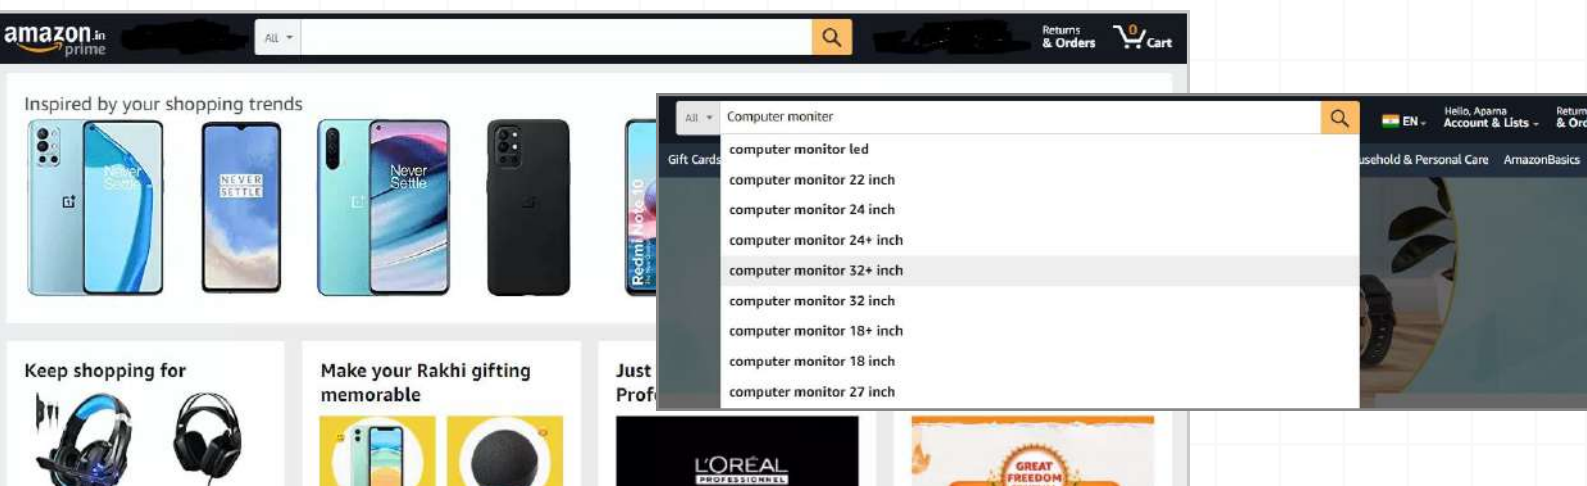 amazon.in
prime
All
Returns
& Orders
0
Cart
Inspired by your shopping trends
Never
Settle
NEVER
SETTLE
Never
Settle
Redmi Note 10
Keep shopping for
Make your Rakhi gifting
memorable
Just
Prof
L'ORÉAL
PROFESSIONNEL
GREAT
FREEDOM
All
Computer moniter
EN
Hello, Aparna
Account & Lists
Return
& Ord
Gift Cards
usehold & Personal Care
AmazonBasics
computer monitor led
computer monitor 22 inch
computer monitor 24 inch
computer monitor 24+ inch
computer monitor 32+ inch
computer monitor 32 inch
computer monitor 18+ inch
computer monitor 18 inch
computer monitor 27 inch